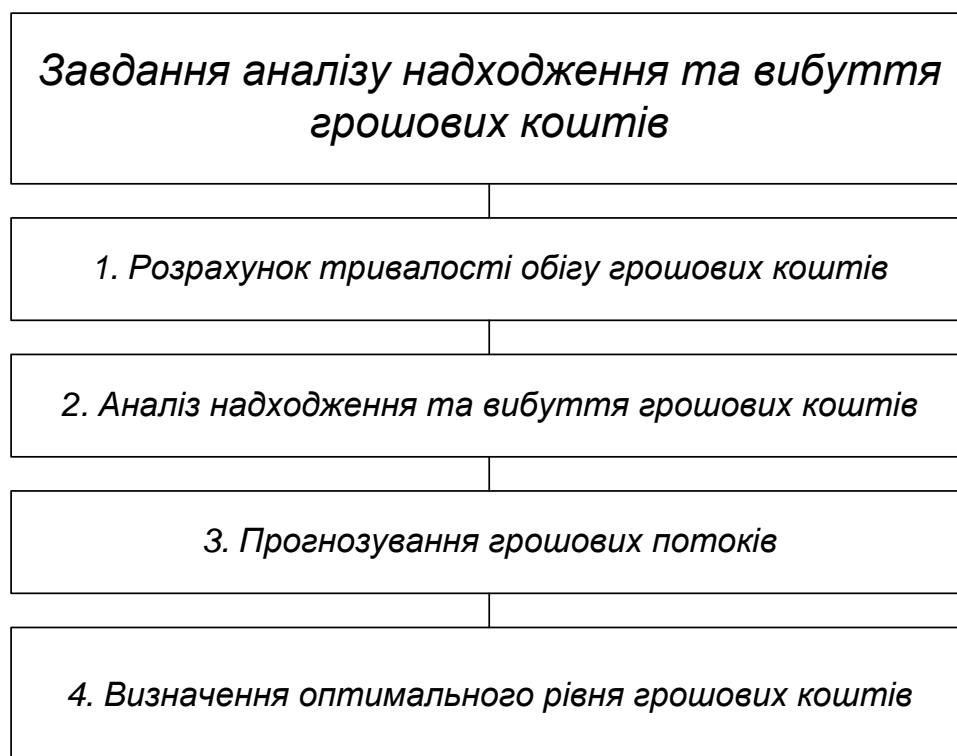 Завдання аналізу надходження та вибуття
грошових коштів
1. Розрахунок тривалості обігу грошових коштів
2. Аналіз надходження та вибуття грошових коштів
3. Прогнозування грошових потоків
4. Визначення оптимального рівня грошових коштів